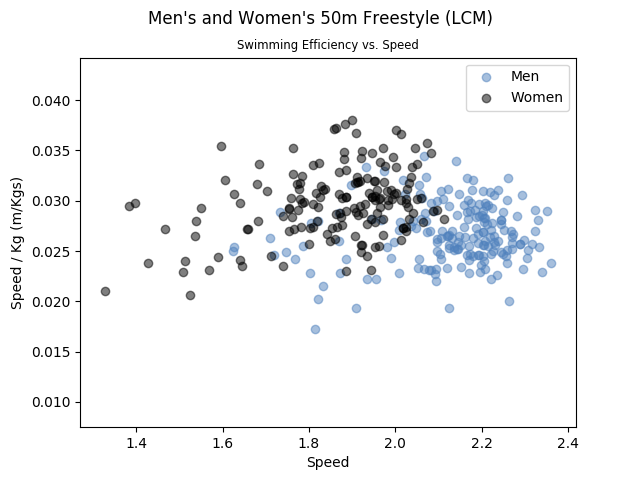 Men's and Women's 50m Freestyle (LCM)
Swimming Efficiency vs. Speed
Men
Women
0.040
0.035
0.030
0.025
0.020
0.015
0.010
Speed / Kg (m/Kgs)
1.4 1.6 1.8 2.0 2.2 2.4
Speed